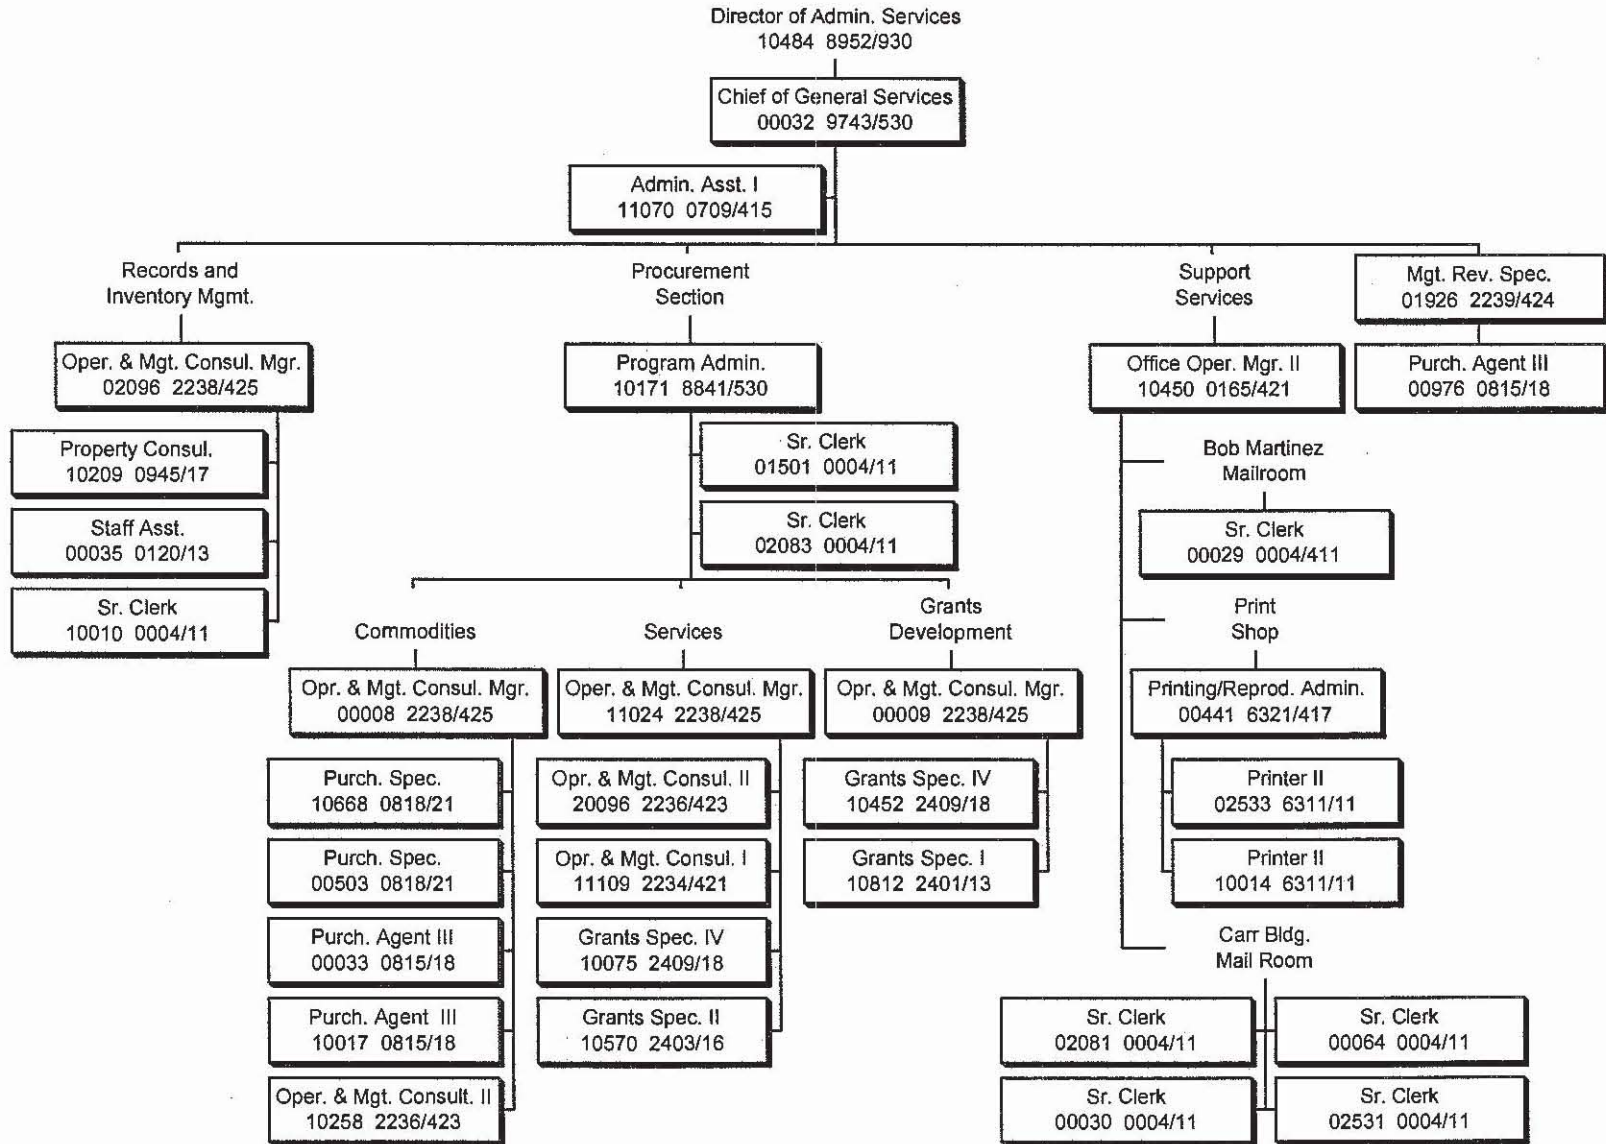 Director of Admin. Services
10484 8952/930
Chief of General Services
00032 9743/530
Admin. Asst. I
11070 0709/415
Records and
Inventory Mgmt.
Oper. & Mgt. Consul. Mgr.
02096 2238/425
Property Consul.
10209 0945/17
Staff Asst.
00035 0120/13
Sr. Clerk
10010 0004/11
Procurement
Section
Program Admin.
10171 8841/530
Sr. Clerk
01501 0004/11
Sr. Clerk
02083 0004/11
Commodities
Opr. & Mgt. Consul. Mgr.
00008 2238/425
Purch. Spec.
10668 0818/21
Purch. Spec.
00503 0818/21
Purch. Agent III
00033 0815/18
Purch. Agent III
10017 0815/18
Oper. & Mgt. Consult. II
10258 2236/423
Services
Oper. & Mgt. Consul. Mgr.
11024 2238/425
Opr. & Mgt. Consul. II
20096 2236/423
Opr. & Mgt. Consul. I
11109 2234/421
Grants Spec. IV
10075 2409/18
Grants Spec. II
10570 2403/16
Grants
Development
Opr. & Mgt. Consul. Mgr.
00009 2238/425
Grants Spec. IV
10452 2409/18
Grants Spec. I
10812 2401/13
Support
Services
Office Oper. Mgr. II
10450 0165/421
Bob Martinez
Mailroom
Sr. Clerk
00029 0004/411
Print
Shop
Printing/Reprod. Admin.
00441 6321/417
Printer II
02533 6311/11
Printer II
10014 6311/11
Carr Bldg.
Mail Room
Sr. Clerk
02081 0004/11
Sr. Clerk
00064 0004/11
Sr. Clerk
00030 0004/11
Sr. Clerk
02531 0004/11
Mgt. Rev. Spec.
01926 2239/424
Purch. Agent III
00976 0815/18